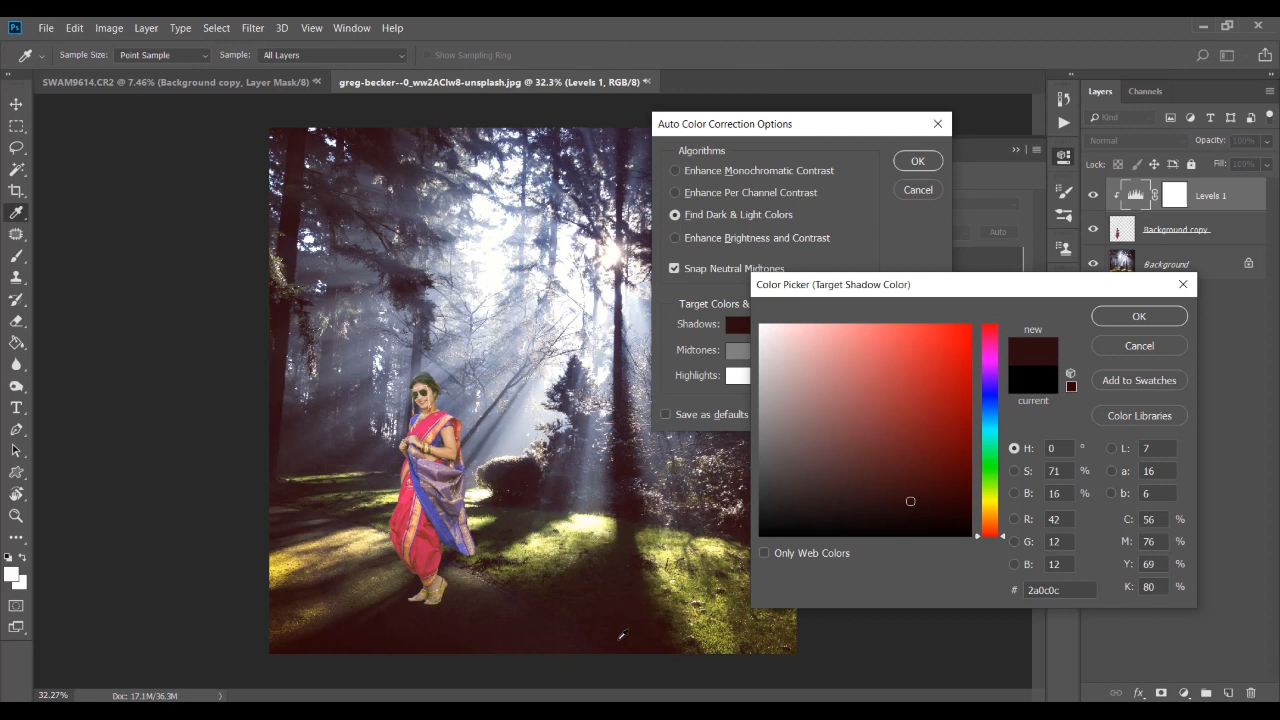 Ps File Edit Image Layer Type Select Filter 3D View Window Help
Sample Size: Point Sample Sample: All Layers Show Sampling Ring
SWAM9614.CR2 @ 7.46% (Background copy, Layer Mask/8) greg-becker--0_ww2AClw8-unsplash.jpg @ 32.3% (Levels 1, RGB/8)
Layers Channels
Kind
Normal Opacity: 100%
Lock: Fill: 100%
Levels 1
Background copy
Background
Auto Color Correction Options
Algorithms
Enhance Monochromatic Contrast
Enhance Per Channel Contrast
Find Dark & Light Colors
Enhance Brightness and Contrast
Snap Neutral Midtones
OK
Cancel
Auto
Target Colors &
Shadows:
Midtones:
Highlights:
Save as defaults
Color Picker (Target Shadow Color)
new
current
OK
Cancel
Add to Swatches
Color Libraries
H: 0 ° L: 7
S: 71 % a: 16
B: 16 % b: 6
R: 42 C: 56 %
G: 12 M: 76 %
B: 12 Y: 69 %
# 2a0c0c K: 80 %
Only Web Colors
32.27% Doc: 17.1M/36.3M